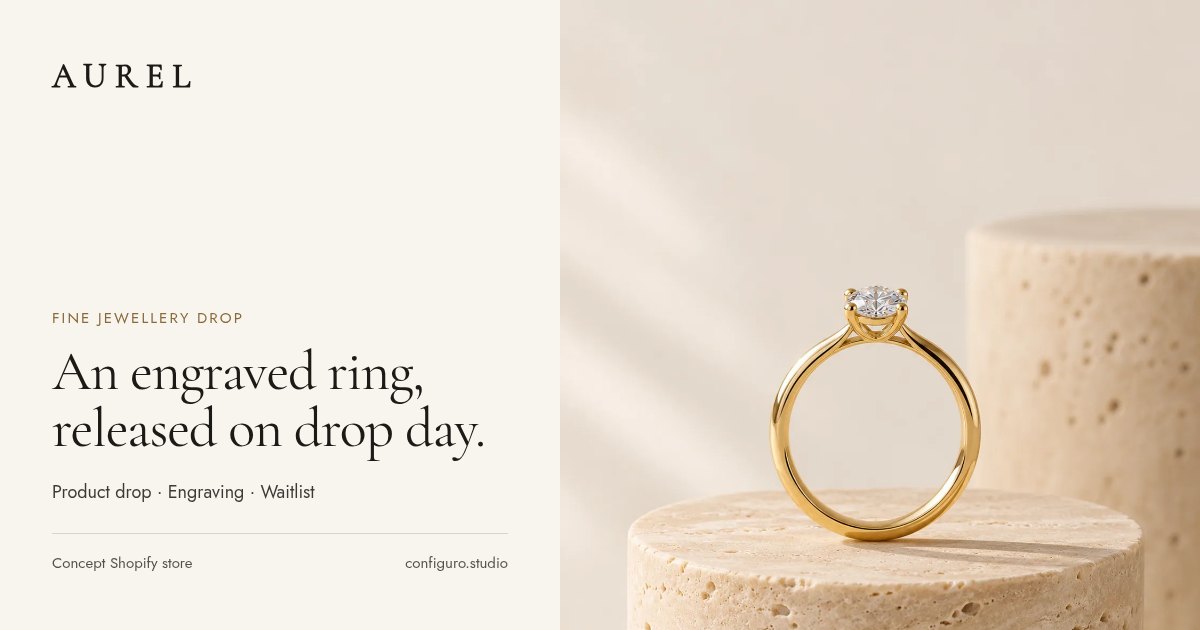 AUREL
FINE JEWELLERY DROP
An engraved ring,
released on drop day.
Product drop · Engraving · Waitlist
Concept Shopify store
configuro.studio